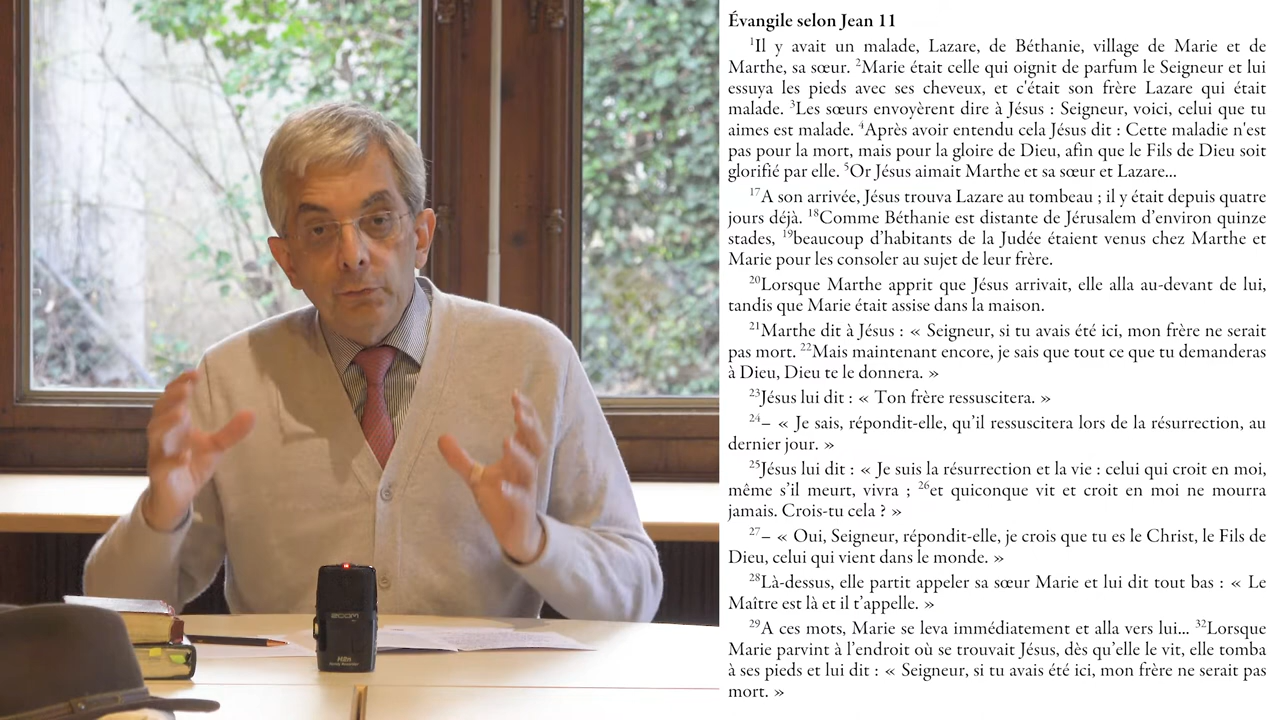 Évangile selon Jean 11
¹Il y avait un malade, Lazare, de Béthanie, village de Marie et de
Marthe, sa sœur. ²Marie était celle qui oignit de parfum le Seigneur et lui
essuya les pieds avec ses cheveux, et c'était son frère Lazare qui était
malade. ³Les sœurs envoyèrent dire à Jésus : Seigneur, voici, celui que tu
aimes est malade. ⁴Après avoir entendu cela Jésus dit : Cette maladie n'est
pas pour la mort, mais pour la gloire de Dieu, afin que le Fils de Dieu soit
glorifié par elle. ⁵Or Jésus aimait Marthe et sa sœur et Lazare...
¹⁷A son arrivée, Jésus trouva Lazare au tombeau ; il y était depuis quatre
jours déjà. ¹⁸Comme Béthanie est distante de Jérusalem d’environ quinze
stades, ¹⁹beaucoup d’habitants de la Judée étaient venus chez Marthe et
Marie pour les consoler au sujet de leur frère.
²⁰Lorsque Marthe apprit que Jésus arrivait, elle alla au-devant de lui,
tandis que Marie était assise dans la maison.
²¹Marthe dit à Jésus : « Seigneur, si tu avais été ici, mon frère ne serait
pas mort. ²²Mais maintenant encore, je sais que tout ce que tu demanderas
à Dieu, Dieu te le donnera. »
²³Jésus lui dit : « Ton frère ressuscitera. »
²⁴– « Je sais, répondit-elle, qu’il ressuscitera lors de la résurrection, au
dernier jour. »
²⁵Jésus lui dit : « Je suis la résurrection et la vie : celui qui croit en moi,
même s’il meurt, vivra ; ²⁶et quiconque vit et croit en moi ne mourra
jamais. Crois-tu cela ? »
²⁷– « Oui, Seigneur, répondit-elle, je crois que tu es le Christ, le Fils de
Dieu, celui qui vient dans le monde. »
²⁸Là-dessus, elle partit appeler sa sœur Marie et lui dit tout bas : « Le
Maître est là et il t’appelle. »
²⁹A ces mots, Marie se leva immédiatement et alla vers lui... ³²Lorsque
Marie parvint à l’endroit où se trouvait Jésus, dès qu’elle le vit, elle tomba
à ses pieds et lui dit : « Seigneur, si tu avais été ici, mon frère ne serait pas
mort. »
zoom
H2n